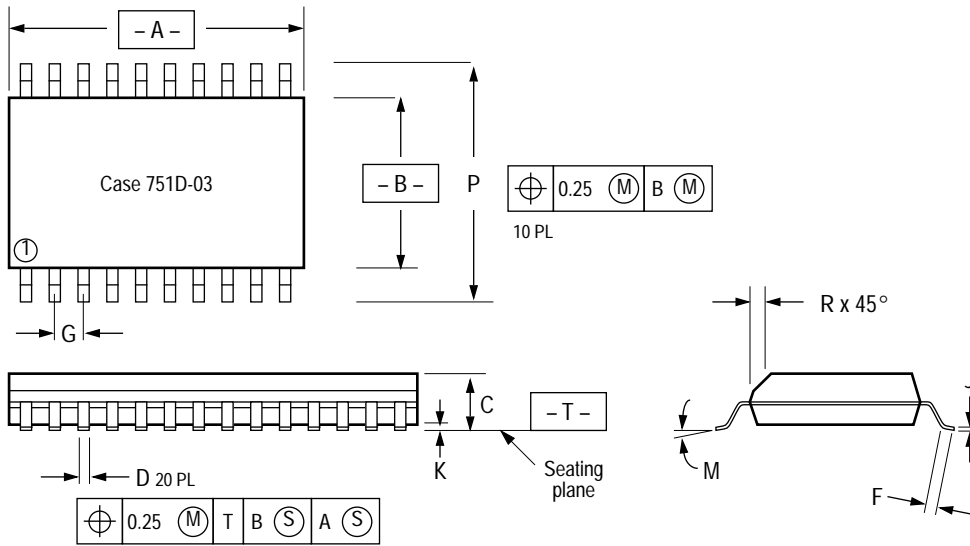 – A –
Case 751D-03
– B –
P
⌖ 0.25 Ⓜ B Ⓜ
10 PL
1
R x 45°
G
C
– T –
K
Seating
plane
M
D 20 PL
F
⌖ 0.25 Ⓜ T B Ⓢ A Ⓢ